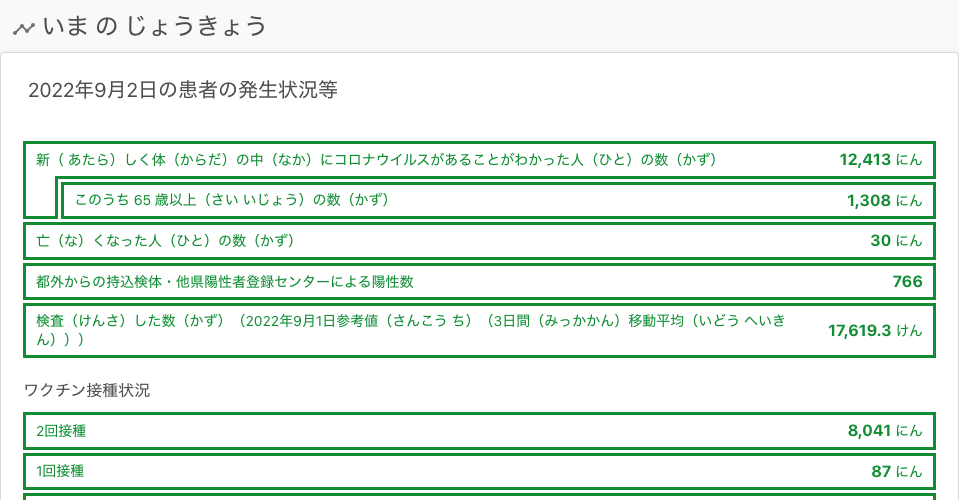 いま の じょうきょう
2022年9月2日の患者の発生状況等
新（ あたら）しく体（からだ）の中（なか）にコロナウイルスがあることがわかった人（ひと）の数（かず） 12,413 にん
このうち 65 歳以上（さい いじょう）の数（かず） 1,308 にん
亡（な）くなった人（ひと）の数（かず） 30 にん
都外からの持込検体・他県陽性者登録センターによる陽性数 766
検査（けんさ）した数（かず）（2022年9月1日参考値（さんこう ち）（3日間（みっかかん）移動平均（いどう へいき
ん））） 17,619.3 けん
ワクチン接種状況
2回接種 8,041 にん
1回接種 87 にん